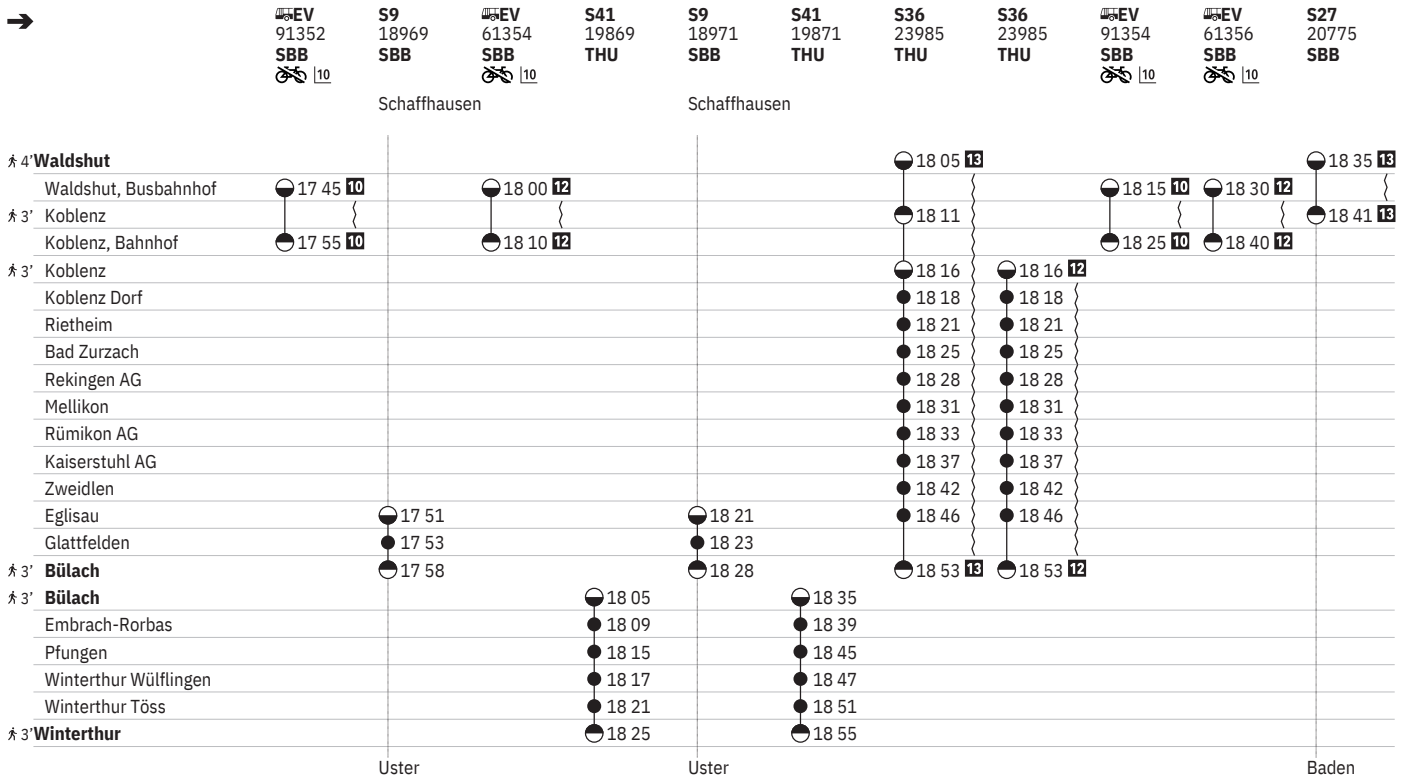 EV S9 EV S41 S9 S41 S36 S36 EV EV S27
91352 18969 61354 19869 18971 19871 23985 23985 91354 61356 20775
SBB SBB SBB THU SBB THU THU THU SBB SBB SBB
10 10 10 10
Schaffhausen Schaffhausen
4' Waldshut 18 05 13 18 35 13
Waldshut, Busbahnhof 17 45 10 18 00 12 18 15 10 18 30 12
3' Koblenz 18 11 18 41 13
Koblenz, Bahnhof 17 55 10 18 10 12 18 25 10 18 40 12
3' Koblenz 18 16 18 16 12
Koblenz Dorf 18 18 18 18
Rietheim 18 21 18 21
Bad Zurzach 18 25 18 25
Rekingen AG 18 28 18 28
Mellikon 18 31 18 31
Rümikon AG 18 33 18 33
Kaiserstuhl AG 18 37 18 37
Zweidlen 18 42 18 42
Eglisau 17 51 18 21 18 46 18 46
Glattfelden 17 53 18 23
3' Bülach 17 58 18 28 18 53 13 18 53 12
3' Bülach 18 05 18 35
Embrach-Rorbas 18 09 18 39
Pfungen 18 15 18 45
Winterthur Wülflingen 18 17 18 47
Winterthur Töss 18 21 18 51
3' Winterthur 18 25 18 55
Uster Uster Baden